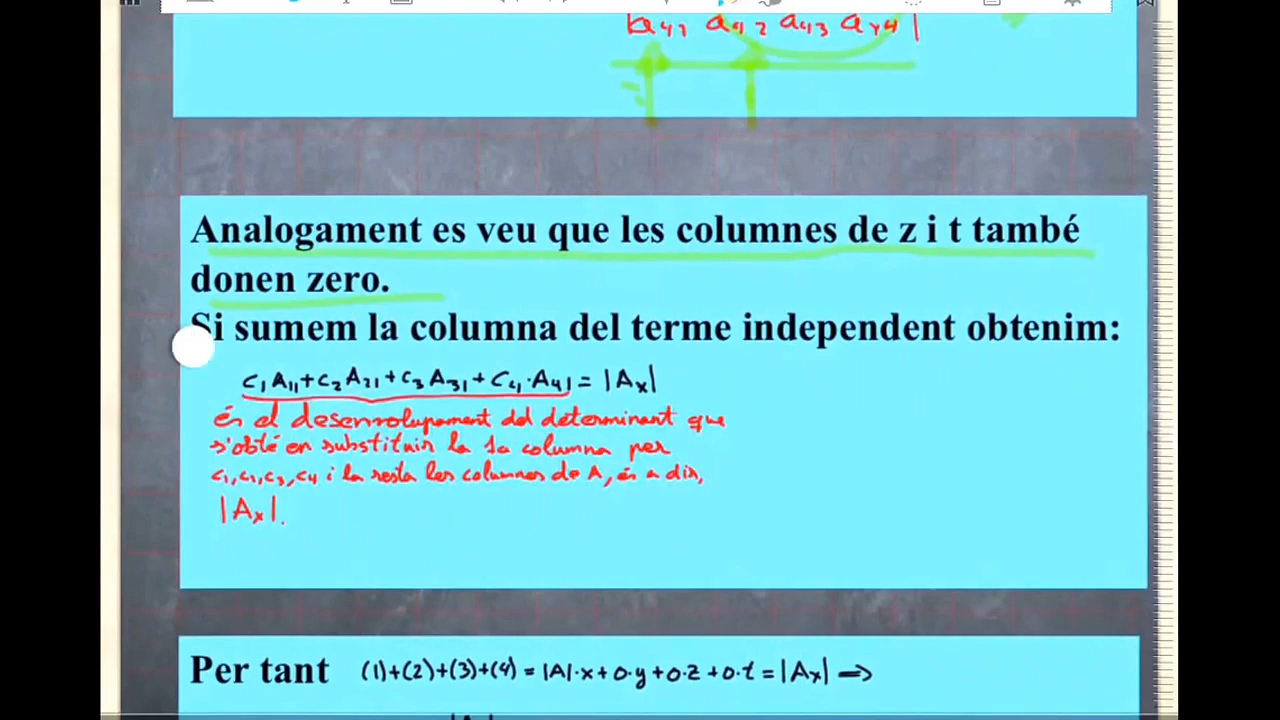 a₄₁ a₄₂ a₄₃ a₄₄ |
Analogament es veu que les columnes de z i t també
donen zero.
Si sumem la columna del terme independent obtenim:
c₁A₁₁+c₂A₂₁+c₃A₃₁+c₄·A₄₁=|Aₓ|
és el desenvolupament del determinant que
s'obté en substituir la 1a columna per
c₁,c₂,c₃,c₄ i la resta les columnes de A, és a dir,
|Aₓ|.
Per tant (1)+(2)+(3)+(4)=|A|·x+0·y+0·z+0·t=|Aₓ|⇒